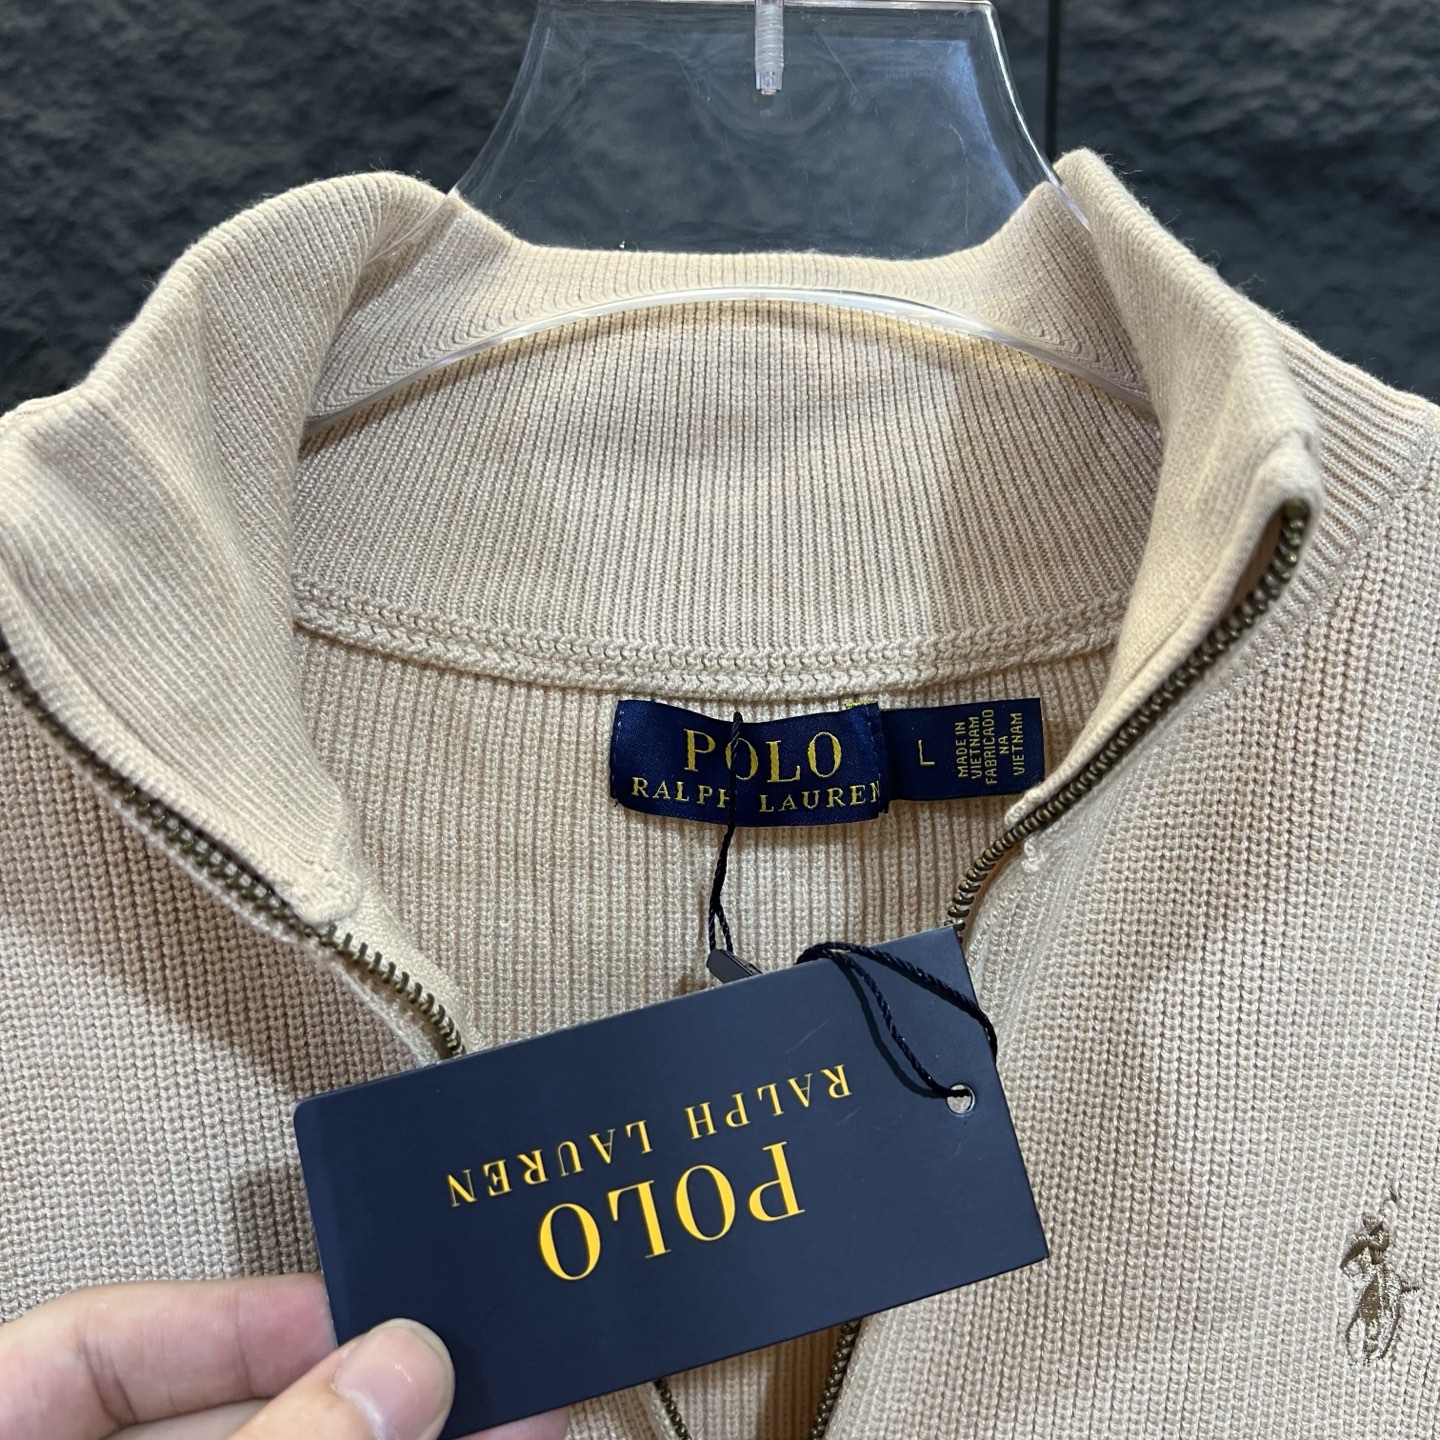 POLO
RALPH LAUREN
L
MADE IN
VIETNAM
FABRICADO
NA
VIETNAM
POLO
RALPH LAUREN